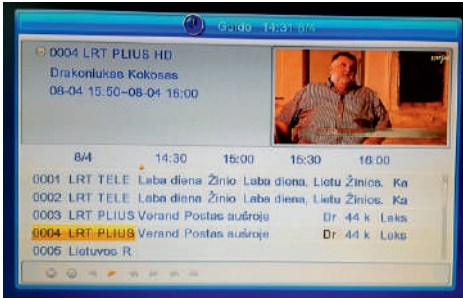 Guido 14:31 8/4
0004 LRT PLIUS HD
Drakoniukas Kokosas
08-04 15:50-08-04 16:00
8/4 14:30 15:00 15:30 16:00
0001 LRT TELE Laba diena Žinio Laba diena, Lietu Žinios. Ka
0002 LRT TELE Laba diena Žinio Laba diena, Lietu Žinios. Ka
0003 LRT PLIUS Verand Postas aušroje Dr 44 k Laks
0004 LRT PLIUS Verand Postas aušroje Dr 44 k Laks
0005 Lietuvos R